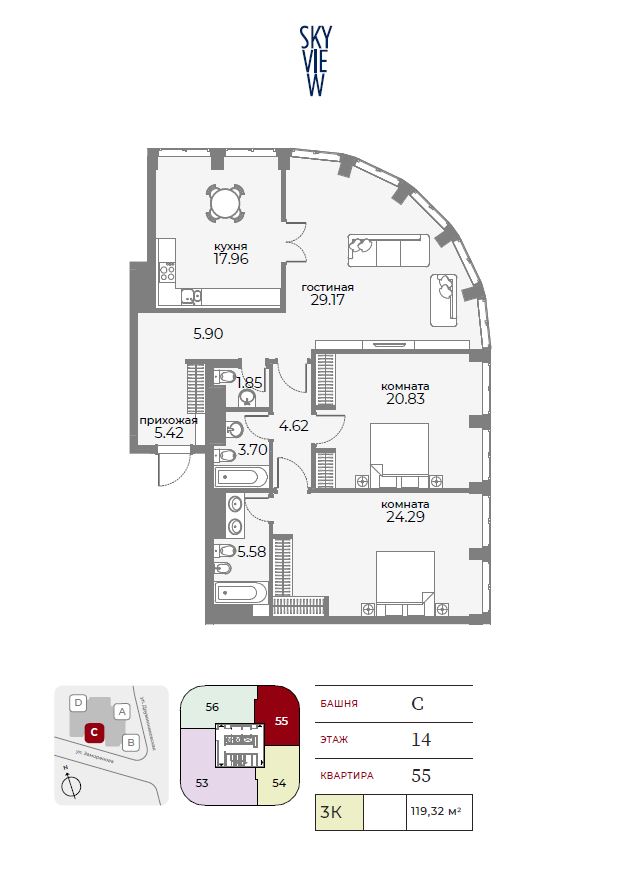 SKY
VIE
W
кухня
17.96
гостиная
29.17
5.90
1.85
комната
20.83
прихожая
5.42
4.62
3.70
комната
24.29
5.58
D
A
C
B
ул. Двинцев
ул. Заморенова
N
56
55
53
54
БАШНЯ C
ЭТАЖ 14
КВАРТИРА 55
3К 119,32 м²